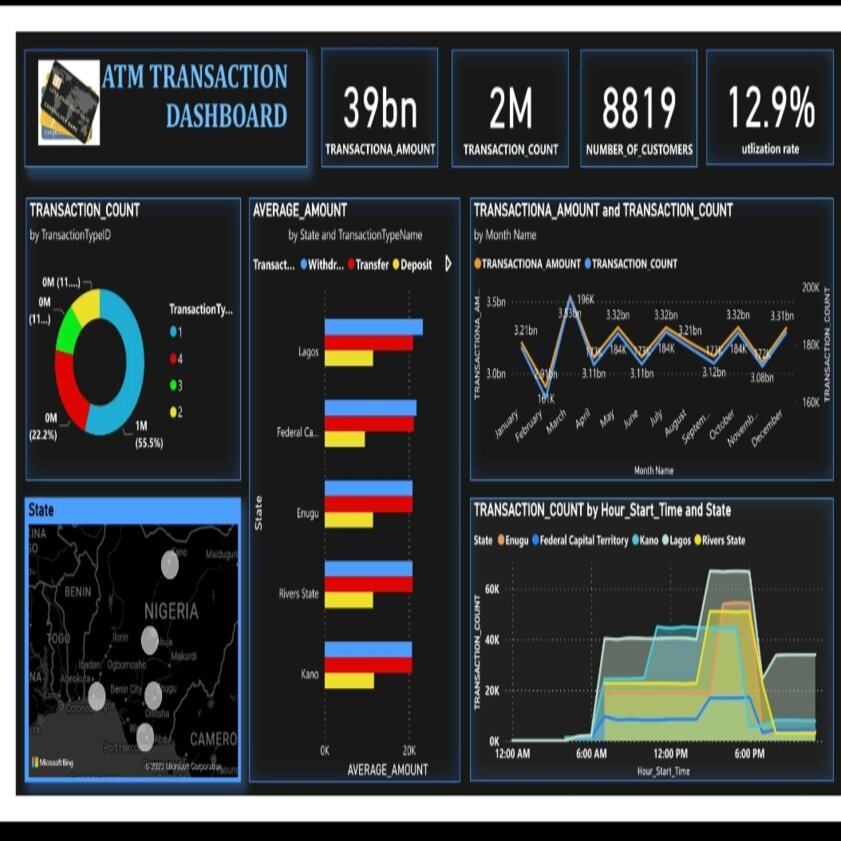 ATM TRANSACTION
DASHBOARD
39bn
TRANSACTIONA_AMOUNT
2M
TRANSACTION_COUNT
8819
NUMBER_OF_CUSTOMERS
12.9%
utlization rate
TRANSACTION_COUNT
by TransactionTypeID
0M (11....)
0M
(11...)
0M
(22.2%)
1M
(55.5%)
TransactionTy...
1
4
3
2
AVERAGE_AMOUNT
by State and TransactionTypeName
Transact... Withdr... Transfer Deposit
State
Lagos
Federal Ca...
Enugu
Rivers State
Kano
0K 20K
AVERAGE_AMOUNT
TRANSACTIONA_AMOUNT and TRANSACTION_COUNT
by Month Name
TRANSACTIONA_AMOUNT TRANSACTION_COUNT
TRANSACTIONA_AM...
3.5bn
3.0bn
TRANSACTION_COUNT
200K
180K
160K
3.21bn
161K
3.53bn
196K
3.11bn
3.32bn
184K
3.11bn
3.32bn
184K
3.21bn
3.12bn
3.32bn
184K
172K
3.08bn
3.31bn
January February March April May June July August Septem... October Novemb... December
Month Name
State
KINA
SO
BENIN
TOGO
NA
NIGERIA
Kano
Maidugur
Ilorin
Makurdi
Ibadan
Ogbomosho
Abeokuta
Benin City
Onitsha
Aba
Port Harcourt
CAMERO
Microsoft Bing
© 2023 Microsoft Corporation
TRANSACTION_COUNT by Hour_Start_Time and State
State Enugu Federal Capital Territory Kano Lagos Rivers State
TRANSACTION_COUNT
60K
40K
20K
0K
12:00 AM 6:00 AM 12:00 PM 6:00 PM
Hour_Start_Time